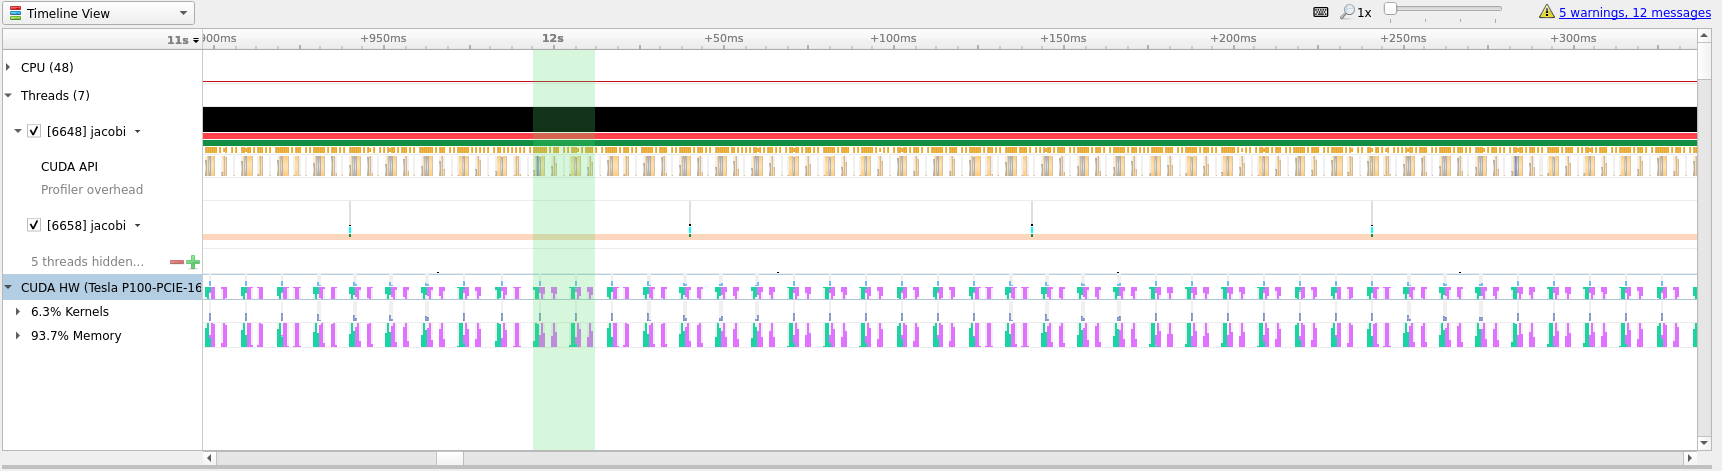 Timeline View
1x
5 warnings, 12 messages
11s
900ms +950ms 12s +50ms +100ms +150ms +200ms +250ms +300ms
CPU (48)
Threads (7)
[6648] jacobi
CUDA API
Profiler overhead
[6658] jacobi
5 threads hidden...
CUDA HW (Tesla P100-PCIE-16
6.3% Kernels
93.7% Memory